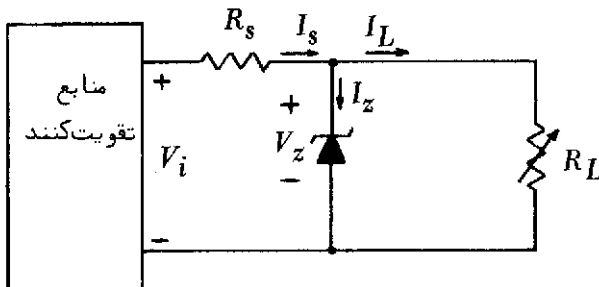 R_s
I_s
I_L
منابع
تقویت‌کنند
+
V_i
−
I_z
+
V_z
−
R_L